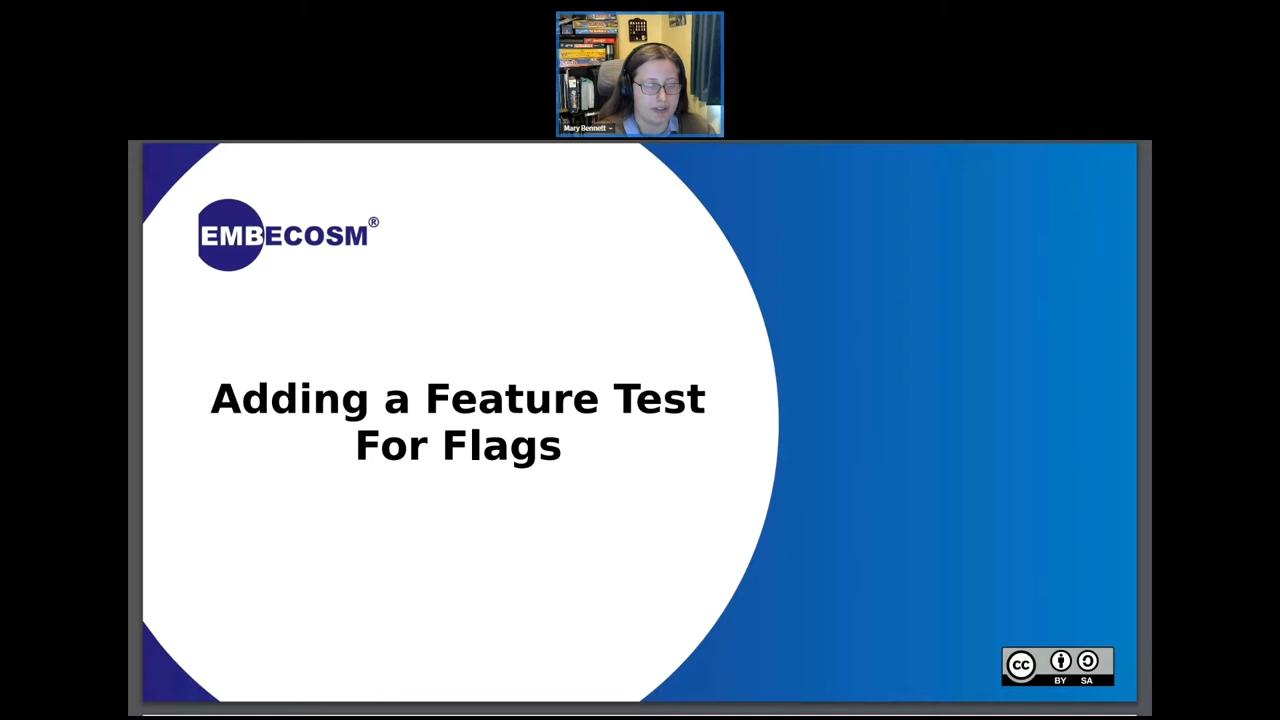 Mary Bennett
EMBECOSM®
Adding a Feature Test
For Flags
cc
BY SA